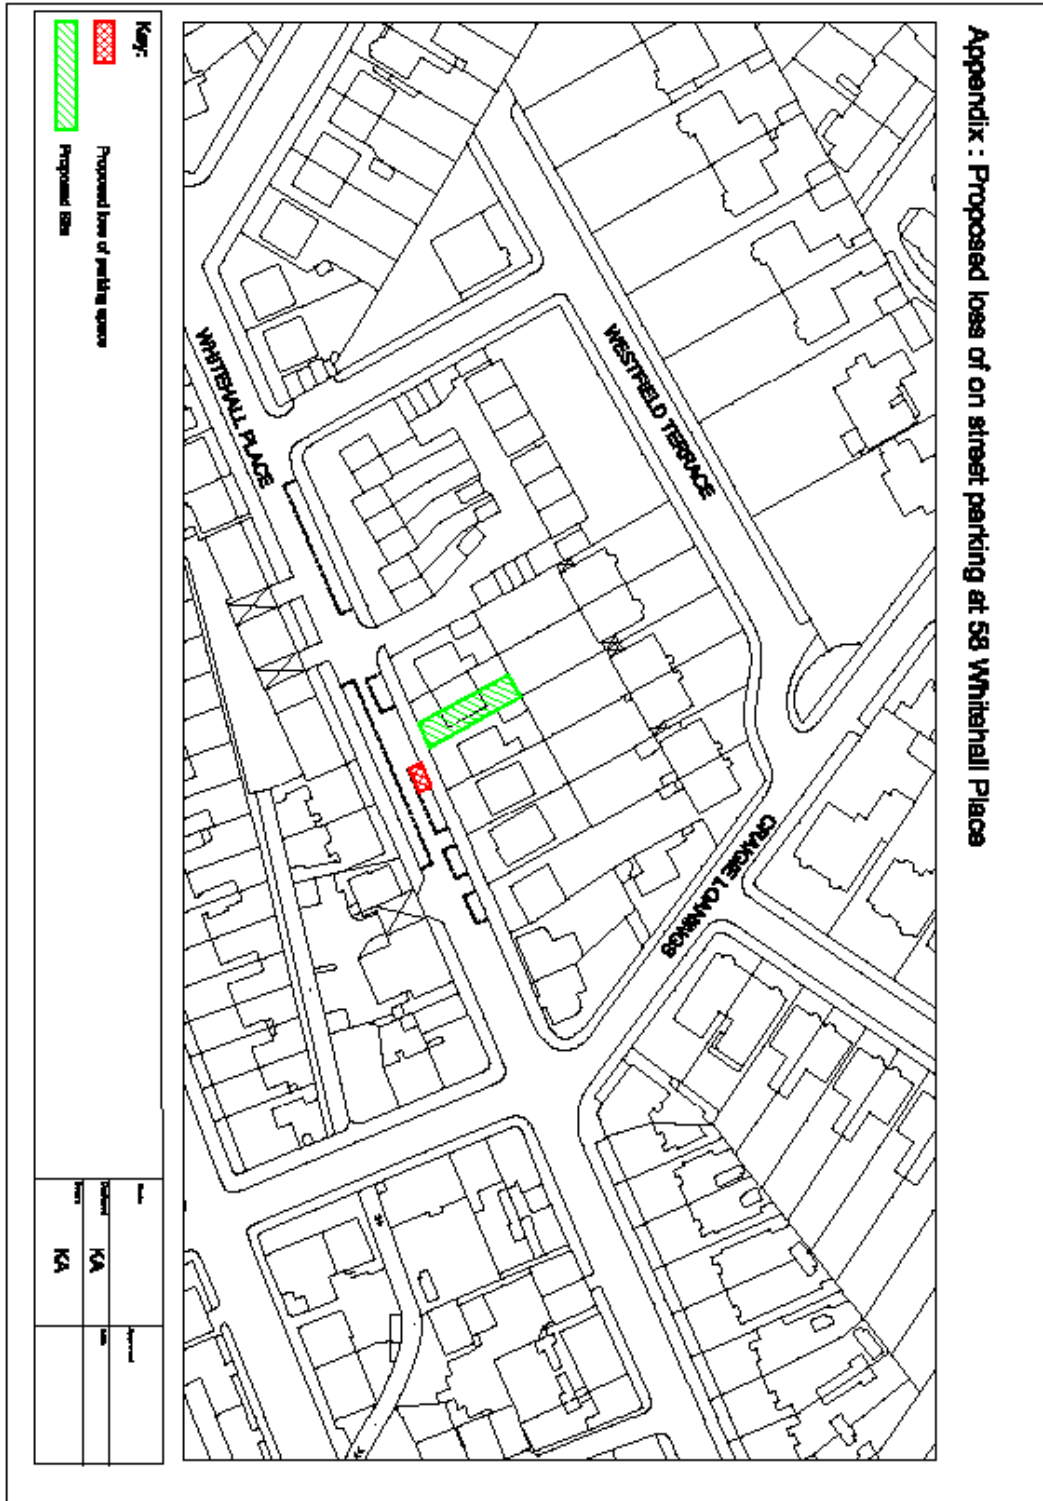 Appendix : Proposed loss of on street parking at 58 Whitehall Place
WESTFIELD TERRACE
WHITEHALL PLACE
CRAIGIE LOANINGS
Key:
Proposed loss of parking space
Proposed Site
KA
KA